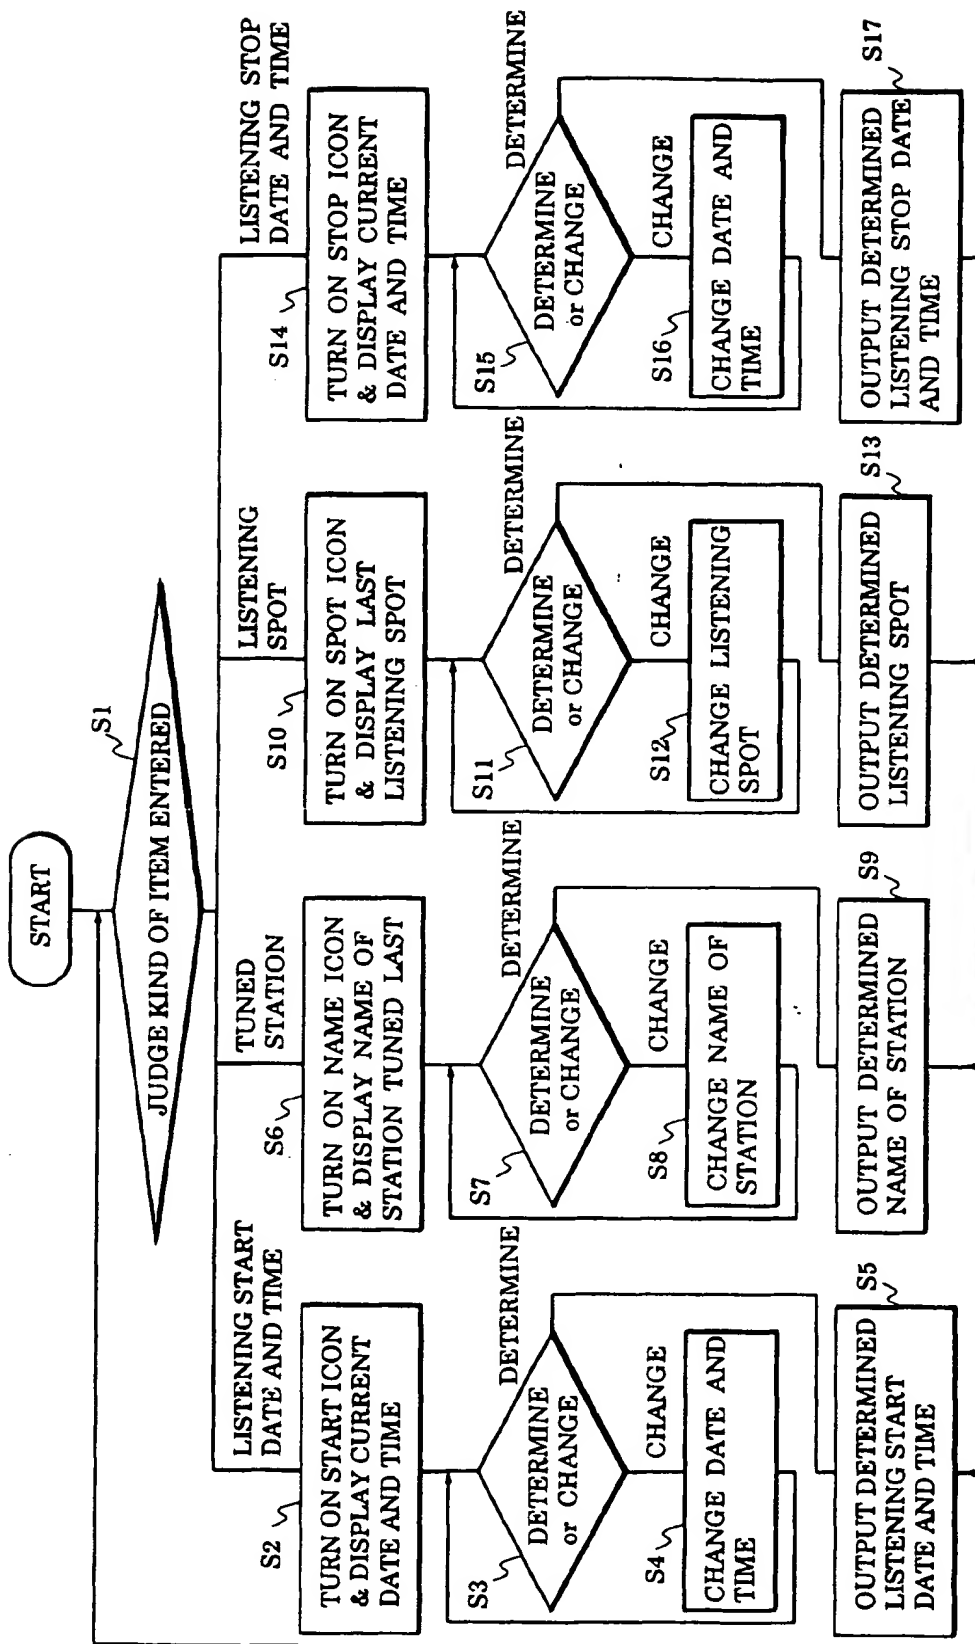 START
S1
JUDGE KIND OF ITEM ENTERED
LISTENING START
DATE AND TIME
S2
TURN ON START ICON
& DISPLAY CURRENT
DATE AND TIME
S3
DETERMINE
or CHANGE
DETERMINE
CHANGE
S4
CHANGE DATE AND
TIME
S5
OUTPUT DETERMINED
LISTENING START
DATE AND TIME
TUNED
STATION
S6
TURN ON NAME ICON
& DISPLAY NAME OF
STATION TUNED LAST
S7
DETERMINE
or CHANGE
DETERMINE
CHANGE
S8
CHANGE NAME OF
STATION
S9
OUTPUT DETERMINED
NAME OF STATION
LISTENING
SPOT
S10
TURN ON SPOT ICON
& DISPLAY LAST
LISTENING SPOT
S11
DETERMINE
or CHANGE
DETERMINE
CHANGE
S12
CHANGE LISTENING
SPOT
S13
OUTPUT DETERMINED
LISTENING SPOT
LISTENING STOP
DATE AND TIME
S14
TURN ON STOP ICON
& DISPLAY CURRENT
DATE AND TIME
S15
DETERMINE
or CHANGE
DETERMINE
CHANGE
S16
CHANGE DATE AND
TIME
S17
OUTPUT DETERMINED
LISTENING STOP DATE
AND TIME